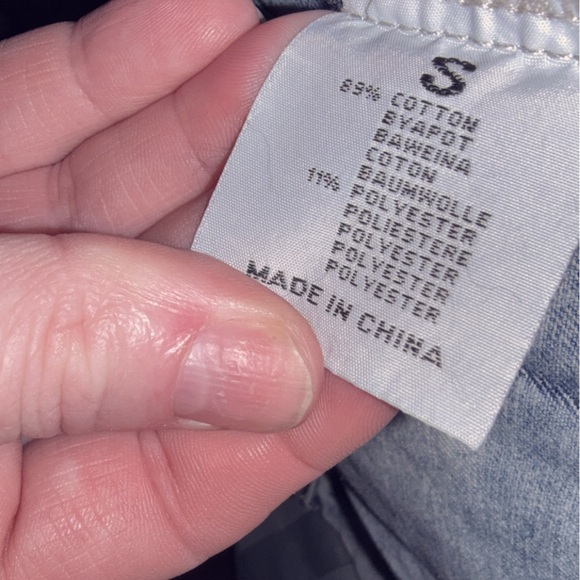 S
89% COTTON
BYAPOT
BAWEINA
COTON
BAUMWOLLE
11% POLYESTER
POLIESTERE
POLYESTER
POLYESTER
POLYESTER
MADE IN CHINA